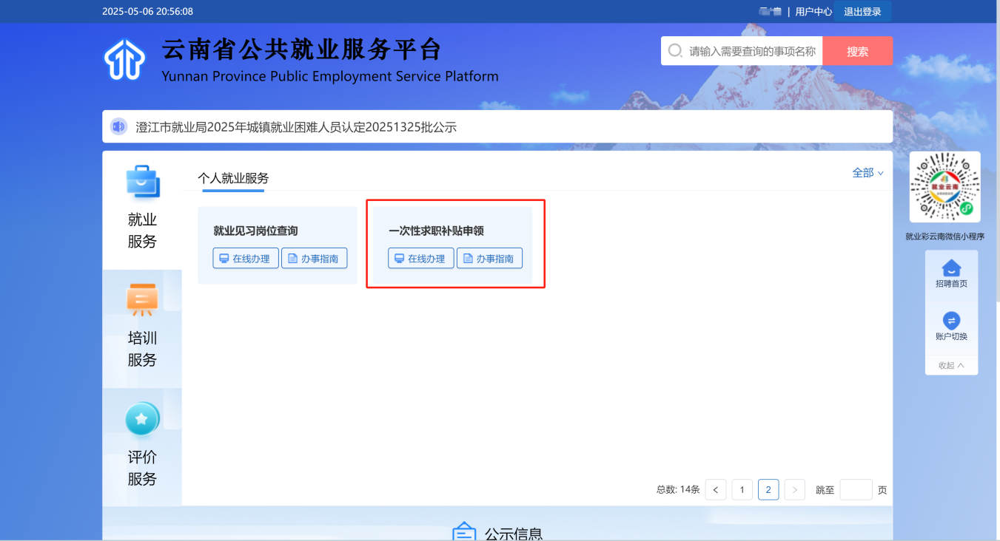 2025-05-06 20:56:08
| 用户中心 退出登录
云南省公共就业服务平台
Yunnan Province Public Employment Service Platform
请输入需要查询的事项名称 搜索
澄江市就业局2025年城镇就业困难人员认定20251325批公示
就业
服务
培训
服务
评价
服务
个人就业服务
全部
就业见习岗位查询
在线办理 办事指南
一次性求职补贴申领
在线办理 办事指南
总数: 14条 < 1 2 > 跳至 页
公示信息
就业云南
就业彩云南微信小程序
招聘首页
账户切换
收起